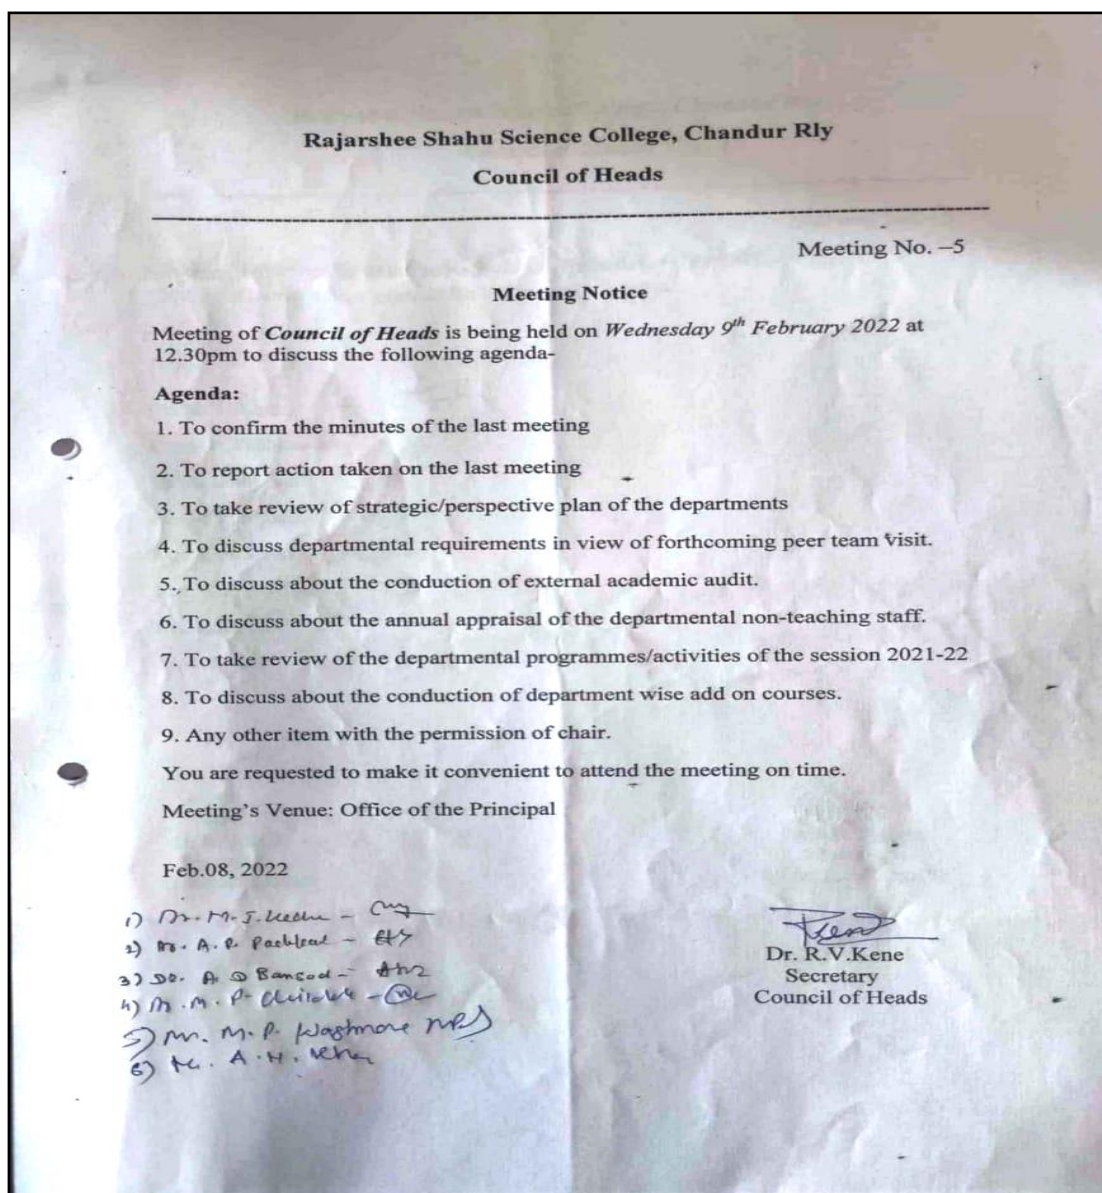 Rajarshee Shahu Science College, Chandur Rly
Council of Heads
Meeting No. –5
Meeting Notice
Meeting of Council of Heads is being held on Wednesday 9th February 2022 at
12.30pm to discuss the following agenda-
Agenda:
1. To confirm the minutes of the last meeting
2. To report action taken on the last meeting
3. To take review of strategic/perspective plan of the departments
4. To discuss departmental requirements in view of forthcoming peer team visit.
5. To discuss about the conduction of external academic audit.
6. To discuss about the annual appraisal of the departmental non-teaching staff.
7. To take review of the departmental programmes/activities of the session 2021-22
8. To discuss about the conduction of department wise add on courses.
9. Any other item with the permission of chair.
You are requested to make it convenient to attend the meeting on time.
Meeting's Venue: Office of the Principal
Feb.08, 2022
1) Dr. M. J.
2) A. P.
3) Dr. A. D Bansod -
4) M. P.
5) Mr. M. P. Waghmore
6) A. H.
Dr. R.V.Kene
Secretary
Council of Heads